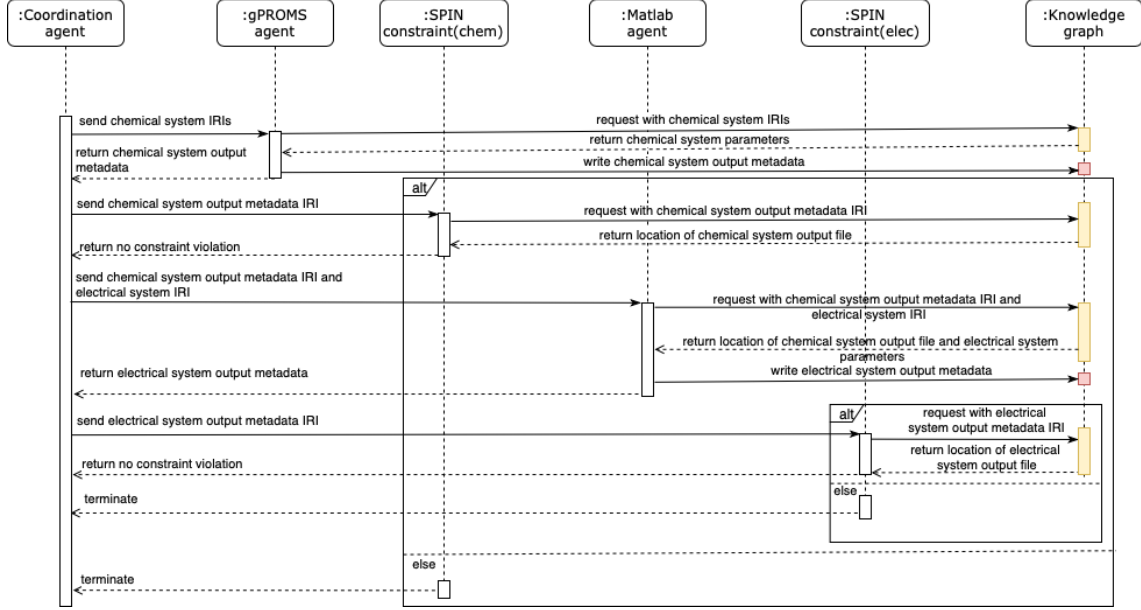 :Coordination
agent
:gPROMS
agent
:SPIN
constraint(chem)
:Matlab
agent
:SPIN
constraint(elec)
:Knowledge
graph
send chemical system IRIs
request with chemical system IRIs
return chemical system parameters
return chemical system output
metadata
write chemical system output metadata
alt
send chemical system output metadata IRI
request with chemical system output metadata IRI
return location of chemical system output file
return no constraint violation
send chemical system output metadata IRI and
electrical system IRI
request with chemical system output metadata IRI and
electrical system IRI
return location of chemical system output file and electrical system
parameters
return electrical system output metadata
write electrical system output metadata
alt
send electrical system output metadata IRI
request with electrical
system output metadata IRI
return location of electrical
system output file
return no constraint violation
else
terminate
else
terminate